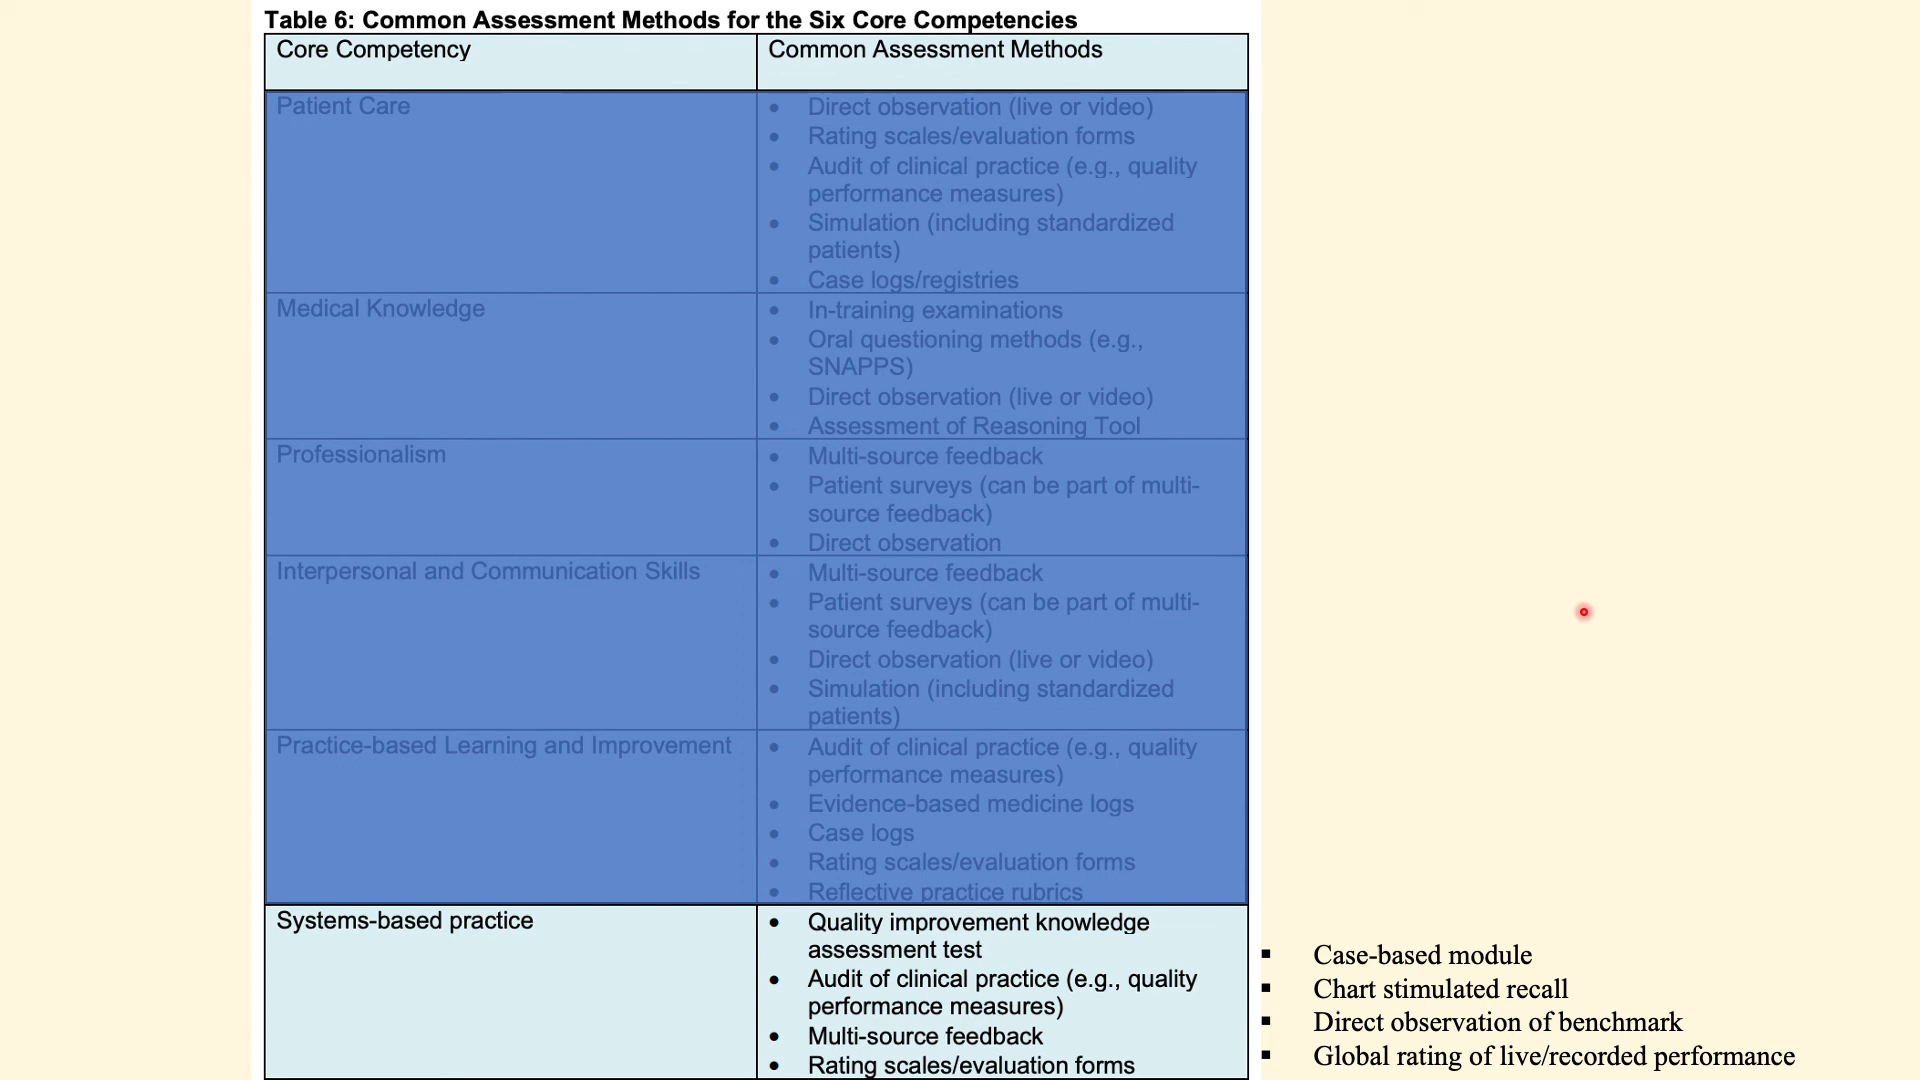 Table 6: Common Assessment Methods for the Six Core Competencies
Core Competency
Common Assessment Methods
Patient Care
• Direct observation (live or video)
• Rating scales/evaluation forms
• Audit of clinical practice (e.g., quality
performance measures)
• Simulation (including standardized
patients)
• Case logs/registries
Medical Knowledge
• In-training examinations
• Oral questioning methods (e.g.,
SNAPPS)
• Direct observation (live or video)
• Assessment of Reasoning Tool
Professionalism
• Multi-source feedback
• Patient surveys (can be part of multi-
source feedback)
• Direct observation
Interpersonal and Communication Skills
• Multi-source feedback
• Patient surveys (can be part of multi-
source feedback)
• Direct observation (live or video)
• Simulation (including standardized
patients)
Practice-based Learning and Improvement
• Audit of clinical practice (e.g., quality
performance measures)
• Evidence-based medicine logs
• Case logs
• Rating scales/evaluation forms
• Reflective practice rubrics
Systems-based practice
• Quality improvement knowledge
assessment test
• Audit of clinical practice (e.g., quality
performance measures)
• Multi-source feedback
• Rating scales/evaluation forms
▪ Case-based module
▪ Chart stimulated recall
▪ Direct observation of benchmark
▪ Global rating of live/recorded performance